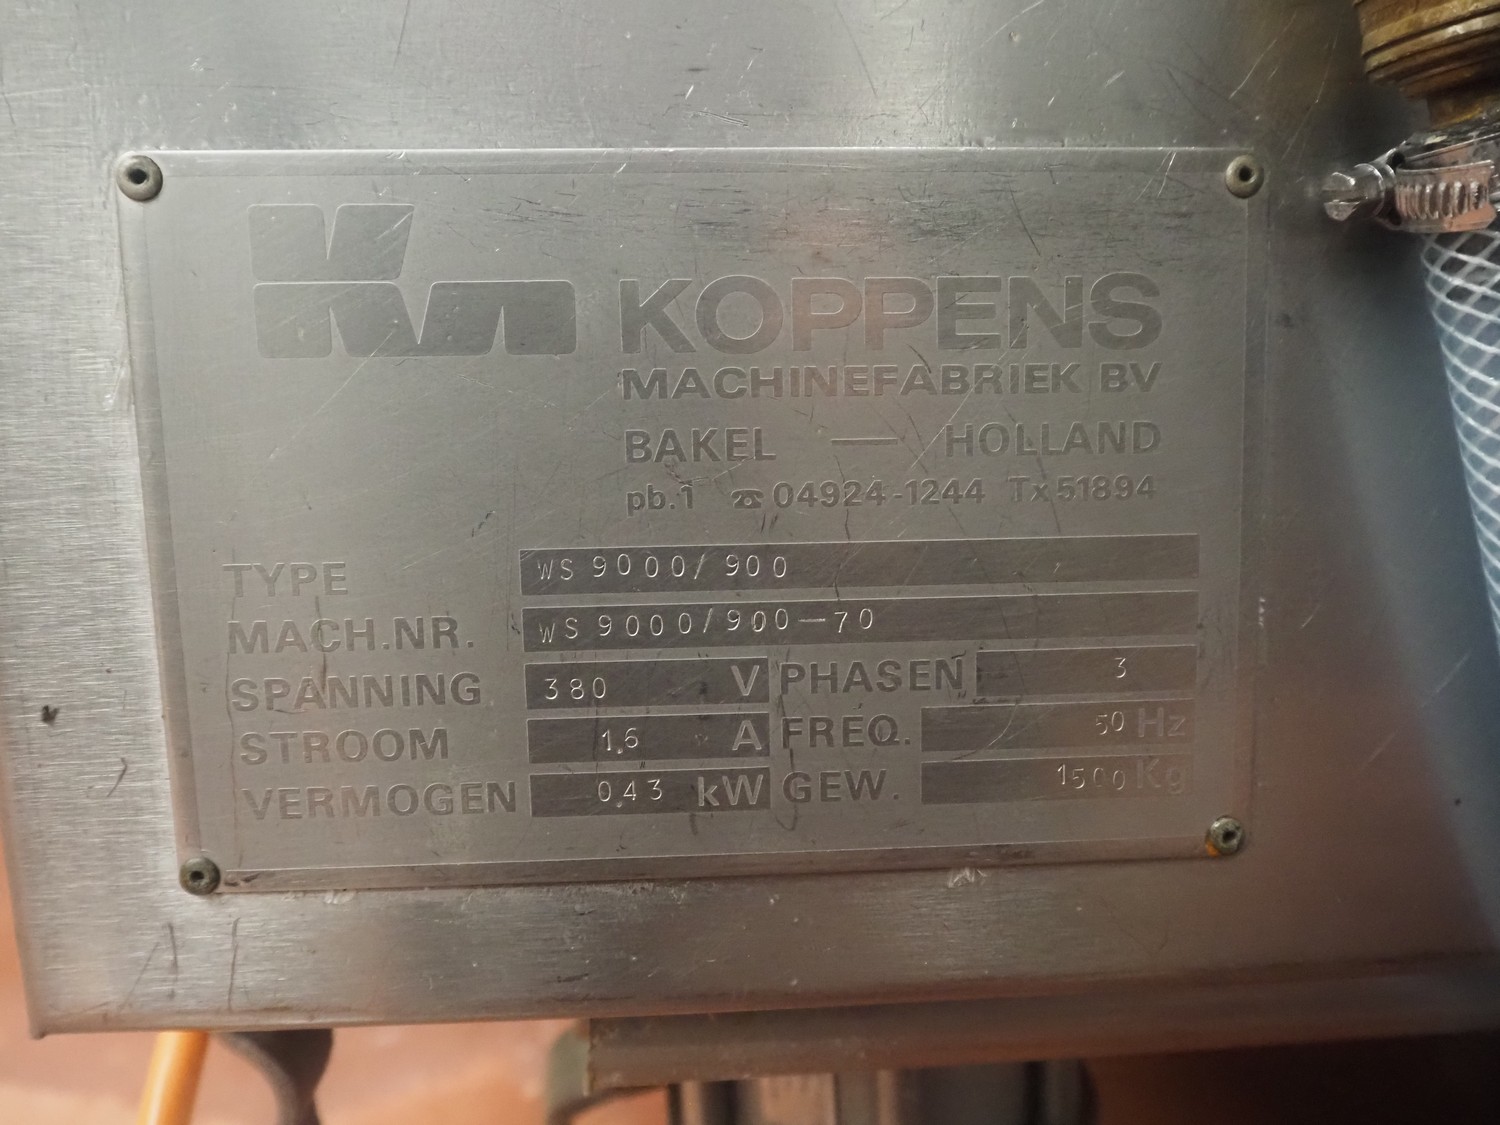 KOPPENS
MACHINEFABRIEK BV
BAKEL — HOLLAND
pb.1 ☎ 04924-1244 Tx 51894
TYPE WS 9000/900
MACH.NR. WS 9000/900-70
SPANNING 380 V PHASEN 3
STROOM 1,6 A FREQ. 50 Hz
VERMOGEN 0,43 kW GEW. 1500 Kg